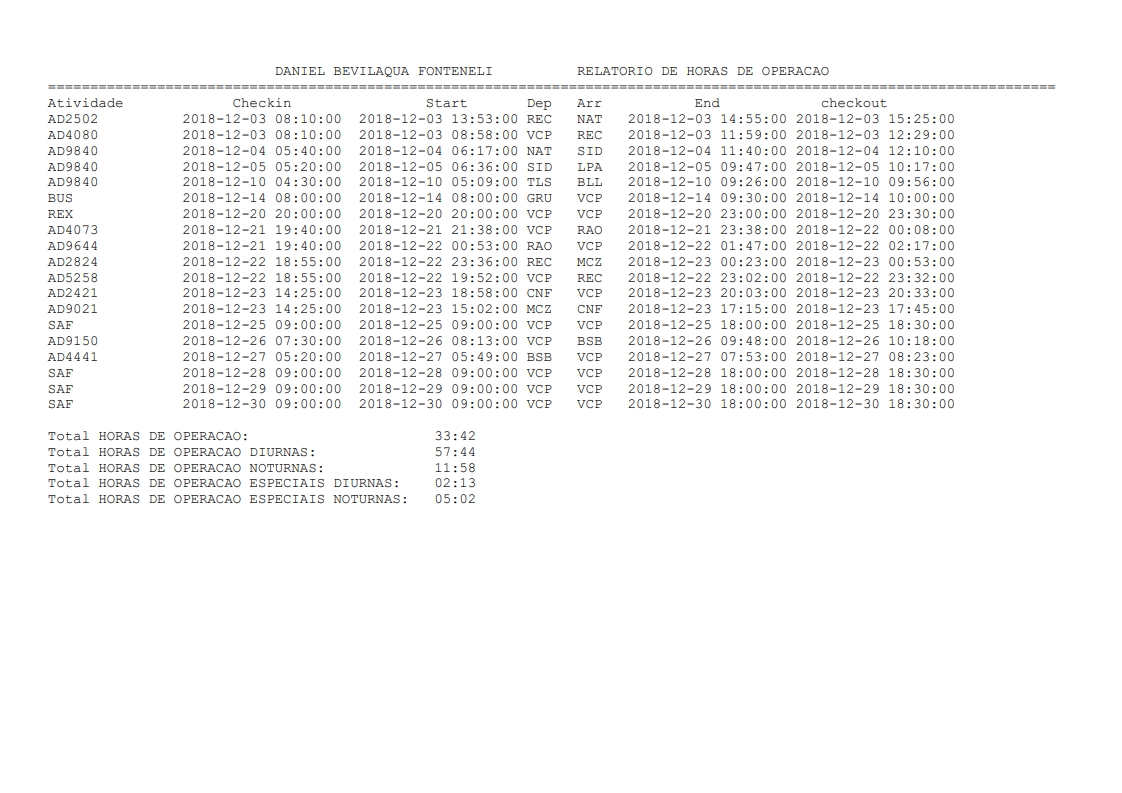 DANIEL BEVILAQUA FONTENELI          RELATORIO DE HORAS DE OPERACAO
========================================================================================================================
Atividade             Checkin                Start       Dep   Arr           End            checkout
AD2502          2018-12-03 08:10:00  2018-12-03 13:53:00 REC   NAT   2018-12-03 14:55:00 2018-12-03 15:25:00
AD4080          2018-12-03 08:10:00  2018-12-03 08:58:00 VCP   REC   2018-12-03 11:59:00 2018-12-03 12:29:00
AD9840          2018-12-04 05:40:00  2018-12-04 06:17:00 NAT   SID   2018-12-04 11:40:00 2018-12-04 12:10:00
AD9840          2018-12-05 05:20:00  2018-12-05 06:36:00 SID   LPA   2018-12-05 09:47:00 2018-12-05 10:17:00
AD9840          2018-12-10 04:30:00  2018-12-10 05:09:00 TLS   BLL   2018-12-10 09:26:00 2018-12-10 09:56:00
BUS             2018-12-14 08:00:00  2018-12-14 08:00:00 GRU   VCP   2018-12-14 09:30:00 2018-12-14 10:00:00
REX             2018-12-20 20:00:00  2018-12-20 20:00:00 VCP   VCP   2018-12-20 23:00:00 2018-12-20 23:30:00
AD4073          2018-12-21 19:40:00  2018-12-21 21:38:00 VCP   RAO   2018-12-21 23:38:00 2018-12-22 00:08:00
AD9644          2018-12-21 19:40:00  2018-12-22 00:53:00 RAO   VCP   2018-12-22 01:47:00 2018-12-22 02:17:00
AD2824          2018-12-22 18:55:00  2018-12-22 23:36:00 REC   MCZ   2018-12-23 00:23:00 2018-12-23 00:53:00
AD5258          2018-12-22 18:55:00  2018-12-22 19:52:00 VCP   REC   2018-12-22 23:02:00 2018-12-22 23:32:00
AD2421          2018-12-23 14:25:00  2018-12-23 18:58:00 CNF   VCP   2018-12-23 20:03:00 2018-12-23 20:33:00
AD9021          2018-12-23 14:25:00  2018-12-23 15:02:00 MCZ   CNF   2018-12-23 17:15:00 2018-12-23 17:45:00
SAF             2018-12-25 09:00:00  2018-12-25 09:00:00 VCP   VCP   2018-12-25 18:00:00 2018-12-25 18:30:00
AD9150          2018-12-26 07:30:00  2018-12-26 08:13:00 VCP   BSB   2018-12-26 09:48:00 2018-12-26 10:18:00
AD4441          2018-12-27 05:20:00  2018-12-27 05:49:00 BSB   VCP   2018-12-27 07:53:00 2018-12-27 08:23:00
SAF             2018-12-28 09:00:00  2018-12-28 09:00:00 VCP   VCP   2018-12-28 18:00:00 2018-12-28 18:30:00
SAF             2018-12-29 09:00:00  2018-12-29 09:00:00 VCP   VCP   2018-12-29 18:00:00 2018-12-29 18:30:00
SAF             2018-12-30 09:00:00  2018-12-30 09:00:00 VCP   VCP   2018-12-30 18:00:00 2018-12-30 18:30:00
Total HORAS DE OPERACAO:                      33:42
Total HORAS DE OPERACAO DIURNAS:              57:44
Total HORAS DE OPERACAO NOTURNAS:             11:58
Total HORAS DE OPERACAO ESPECIAIS DIURNAS:    02:13
Total HORAS DE OPERACAO ESPECIAIS NOTURNAS:   05:02